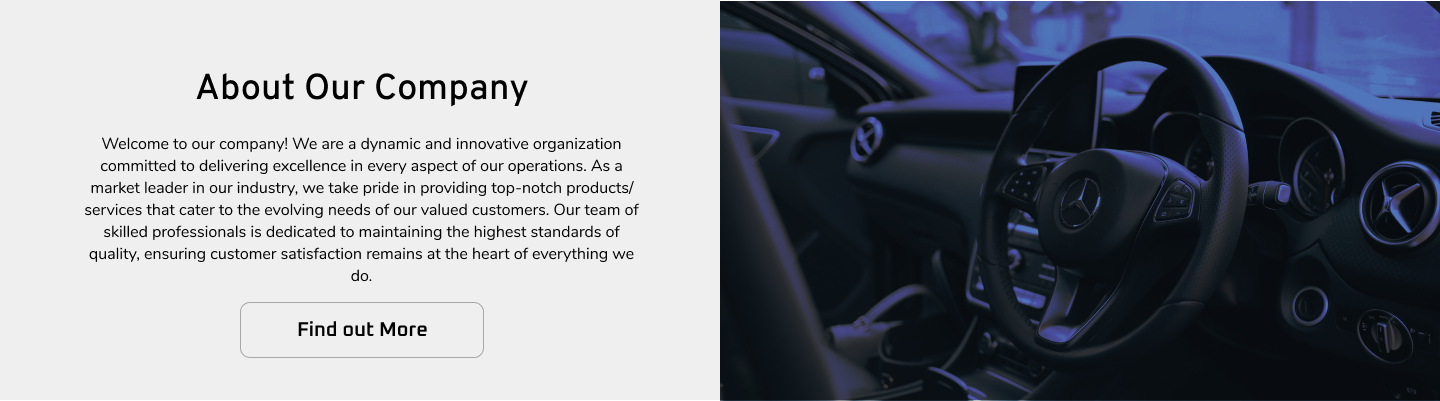 About Our Company
Welcome to our company! We are a dynamic and innovative organization
committed to delivering excellence in every aspect of our operations. As a
market leader in our industry, we take pride in providing top-notch products/
services that cater to the evolving needs of our valued customers. Our team of
skilled professionals is dedicated to maintaining the highest standards of
quality, ensuring customer satisfaction remains at the heart of everything we
do.
Find out More